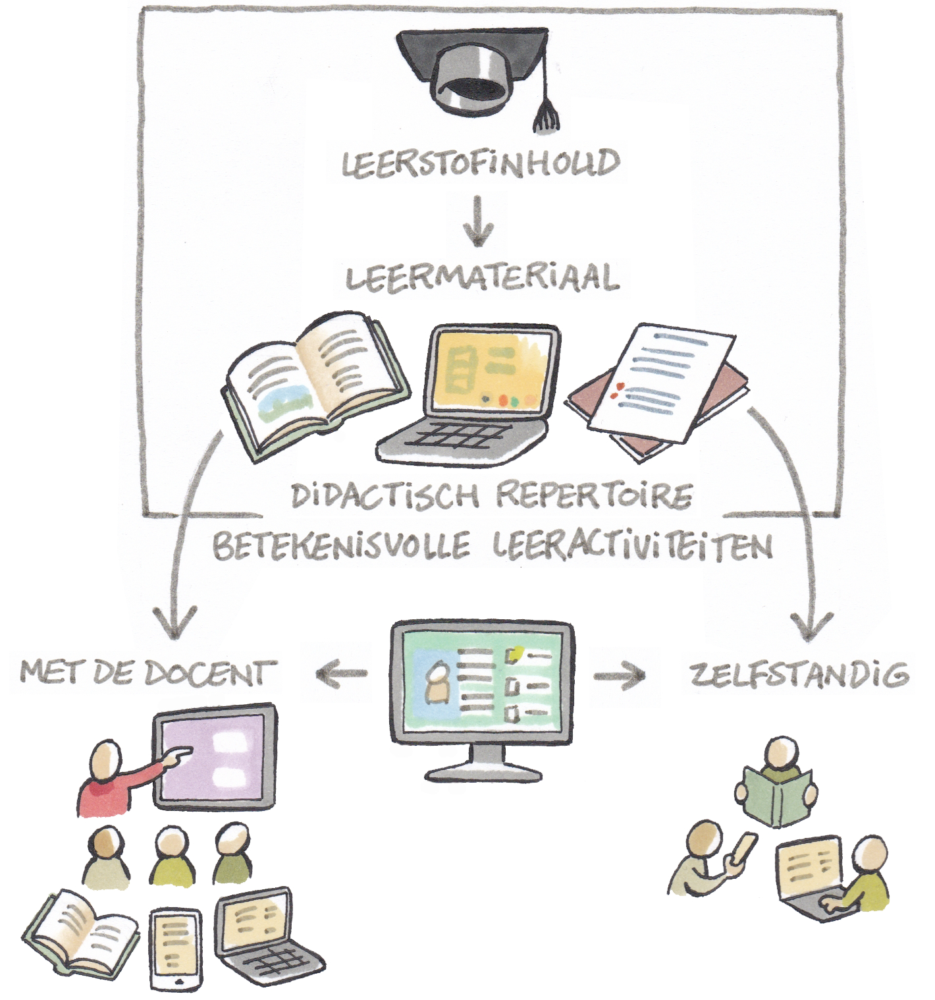 LEERSTOFINHOUD
LEERMATERIAAL
DIDACTISCH REPERTOIRE
BETEKENISVOLLE LEERACTIVITEITEN
MET DE DOCENT
ZELFSTANDIG